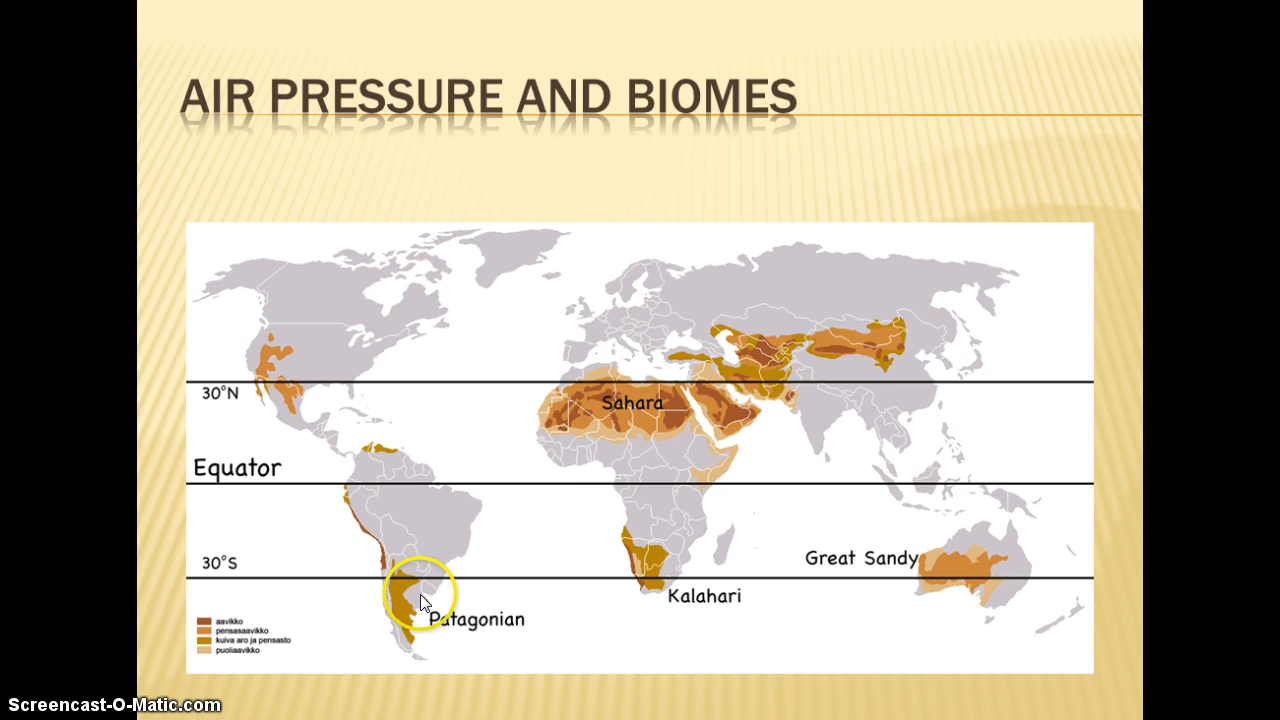 AIR PRESSURE AND BIOMES
30°N
Sahara
Equator
30°S
Great Sandy
Kalahari
Patagonian
aavikko
pensasaavikko
kuiva aro ja pensasto
puoliaavikko
Screencast-O-Matic.com